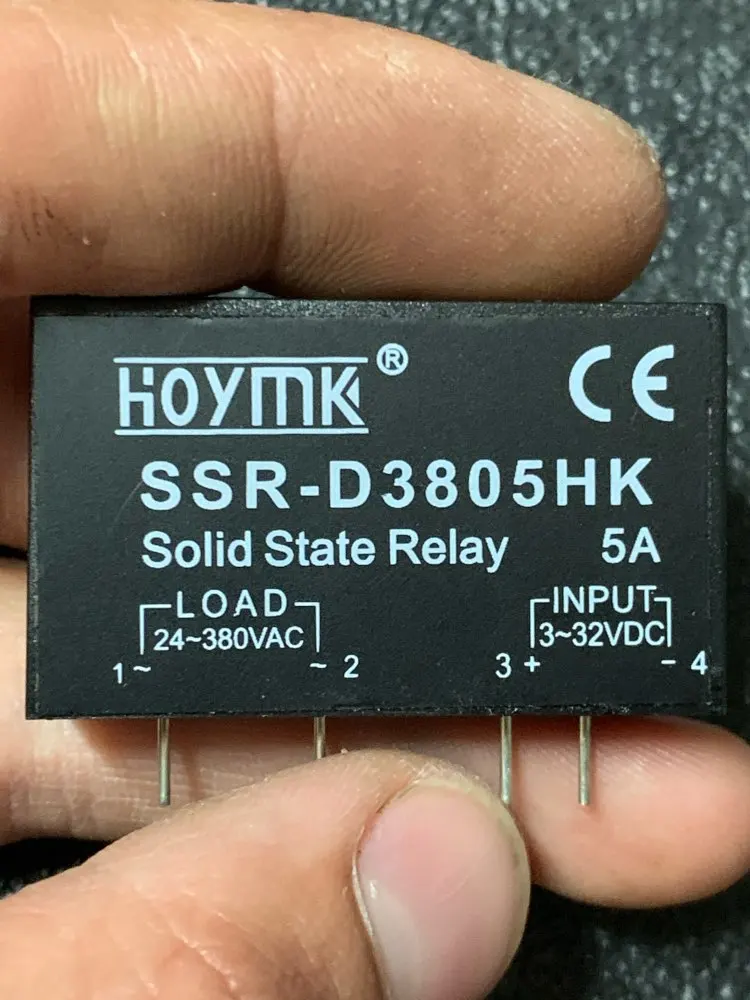 HOYMK®
CE
SSR-D3805HK
Solid State Relay 5A
LOAD INPUT
24~380VAC 3~32VDC
1 ~ ~ 2 3 + - 4